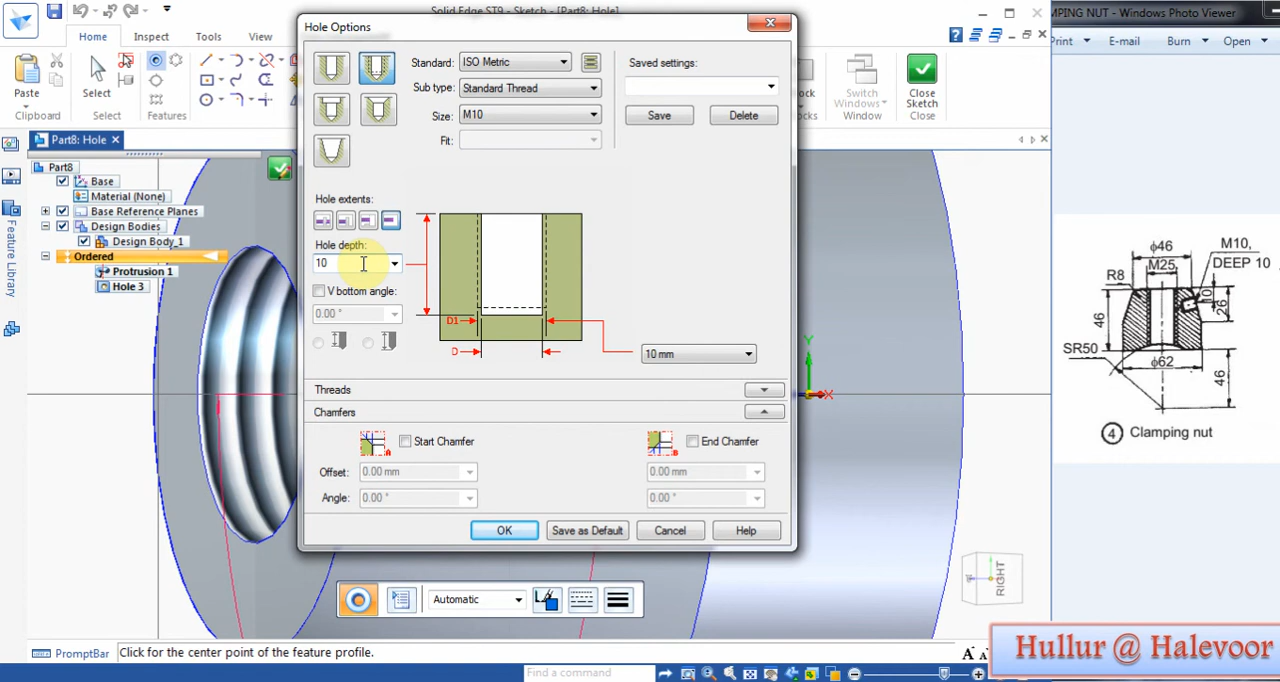 Solid Edge ST9 - Sketch - [Part8: Hole]
Home
Inspect
Tools
View
Paste
Clipboard
Select
Select
Features
Switch
Windows
Window
Close
Sketch
Close
Part8: Hole
Feature Library
Part8
Base
Material (None)
Base Reference Planes
Design Bodies
Design Body_1
Ordered
Protrusion 1
Hole 3
Hole Options
Standard:
ISO Metric
Sub type:
Standard Thread
Size:
M10
Fit:
Saved settings:
Save
Delete
Hole extents:
Hole depth:
10
V bottom angle:
0.00 °
D1
D
10 mm
Threads
Chamfers
Start Chamfer
End Chamfer
Offset:
0.00 mm
0.00 mm
Angle:
0.00 °
0.00 °
A
B
OK
Save as Default
Cancel
Help
Automatic
Y
X
RIGHT
PromptBar
Click for the center point of the feature profile.
Find a command
MPING NUT - Windows Photo Viewer
Print
E-mail
Burn
Open
ϕ46
M25
M10,
DEEP 10
R8
10
26
46
SR50
ϕ62
46
4 Clamping nut
Hullur @ Halevoor